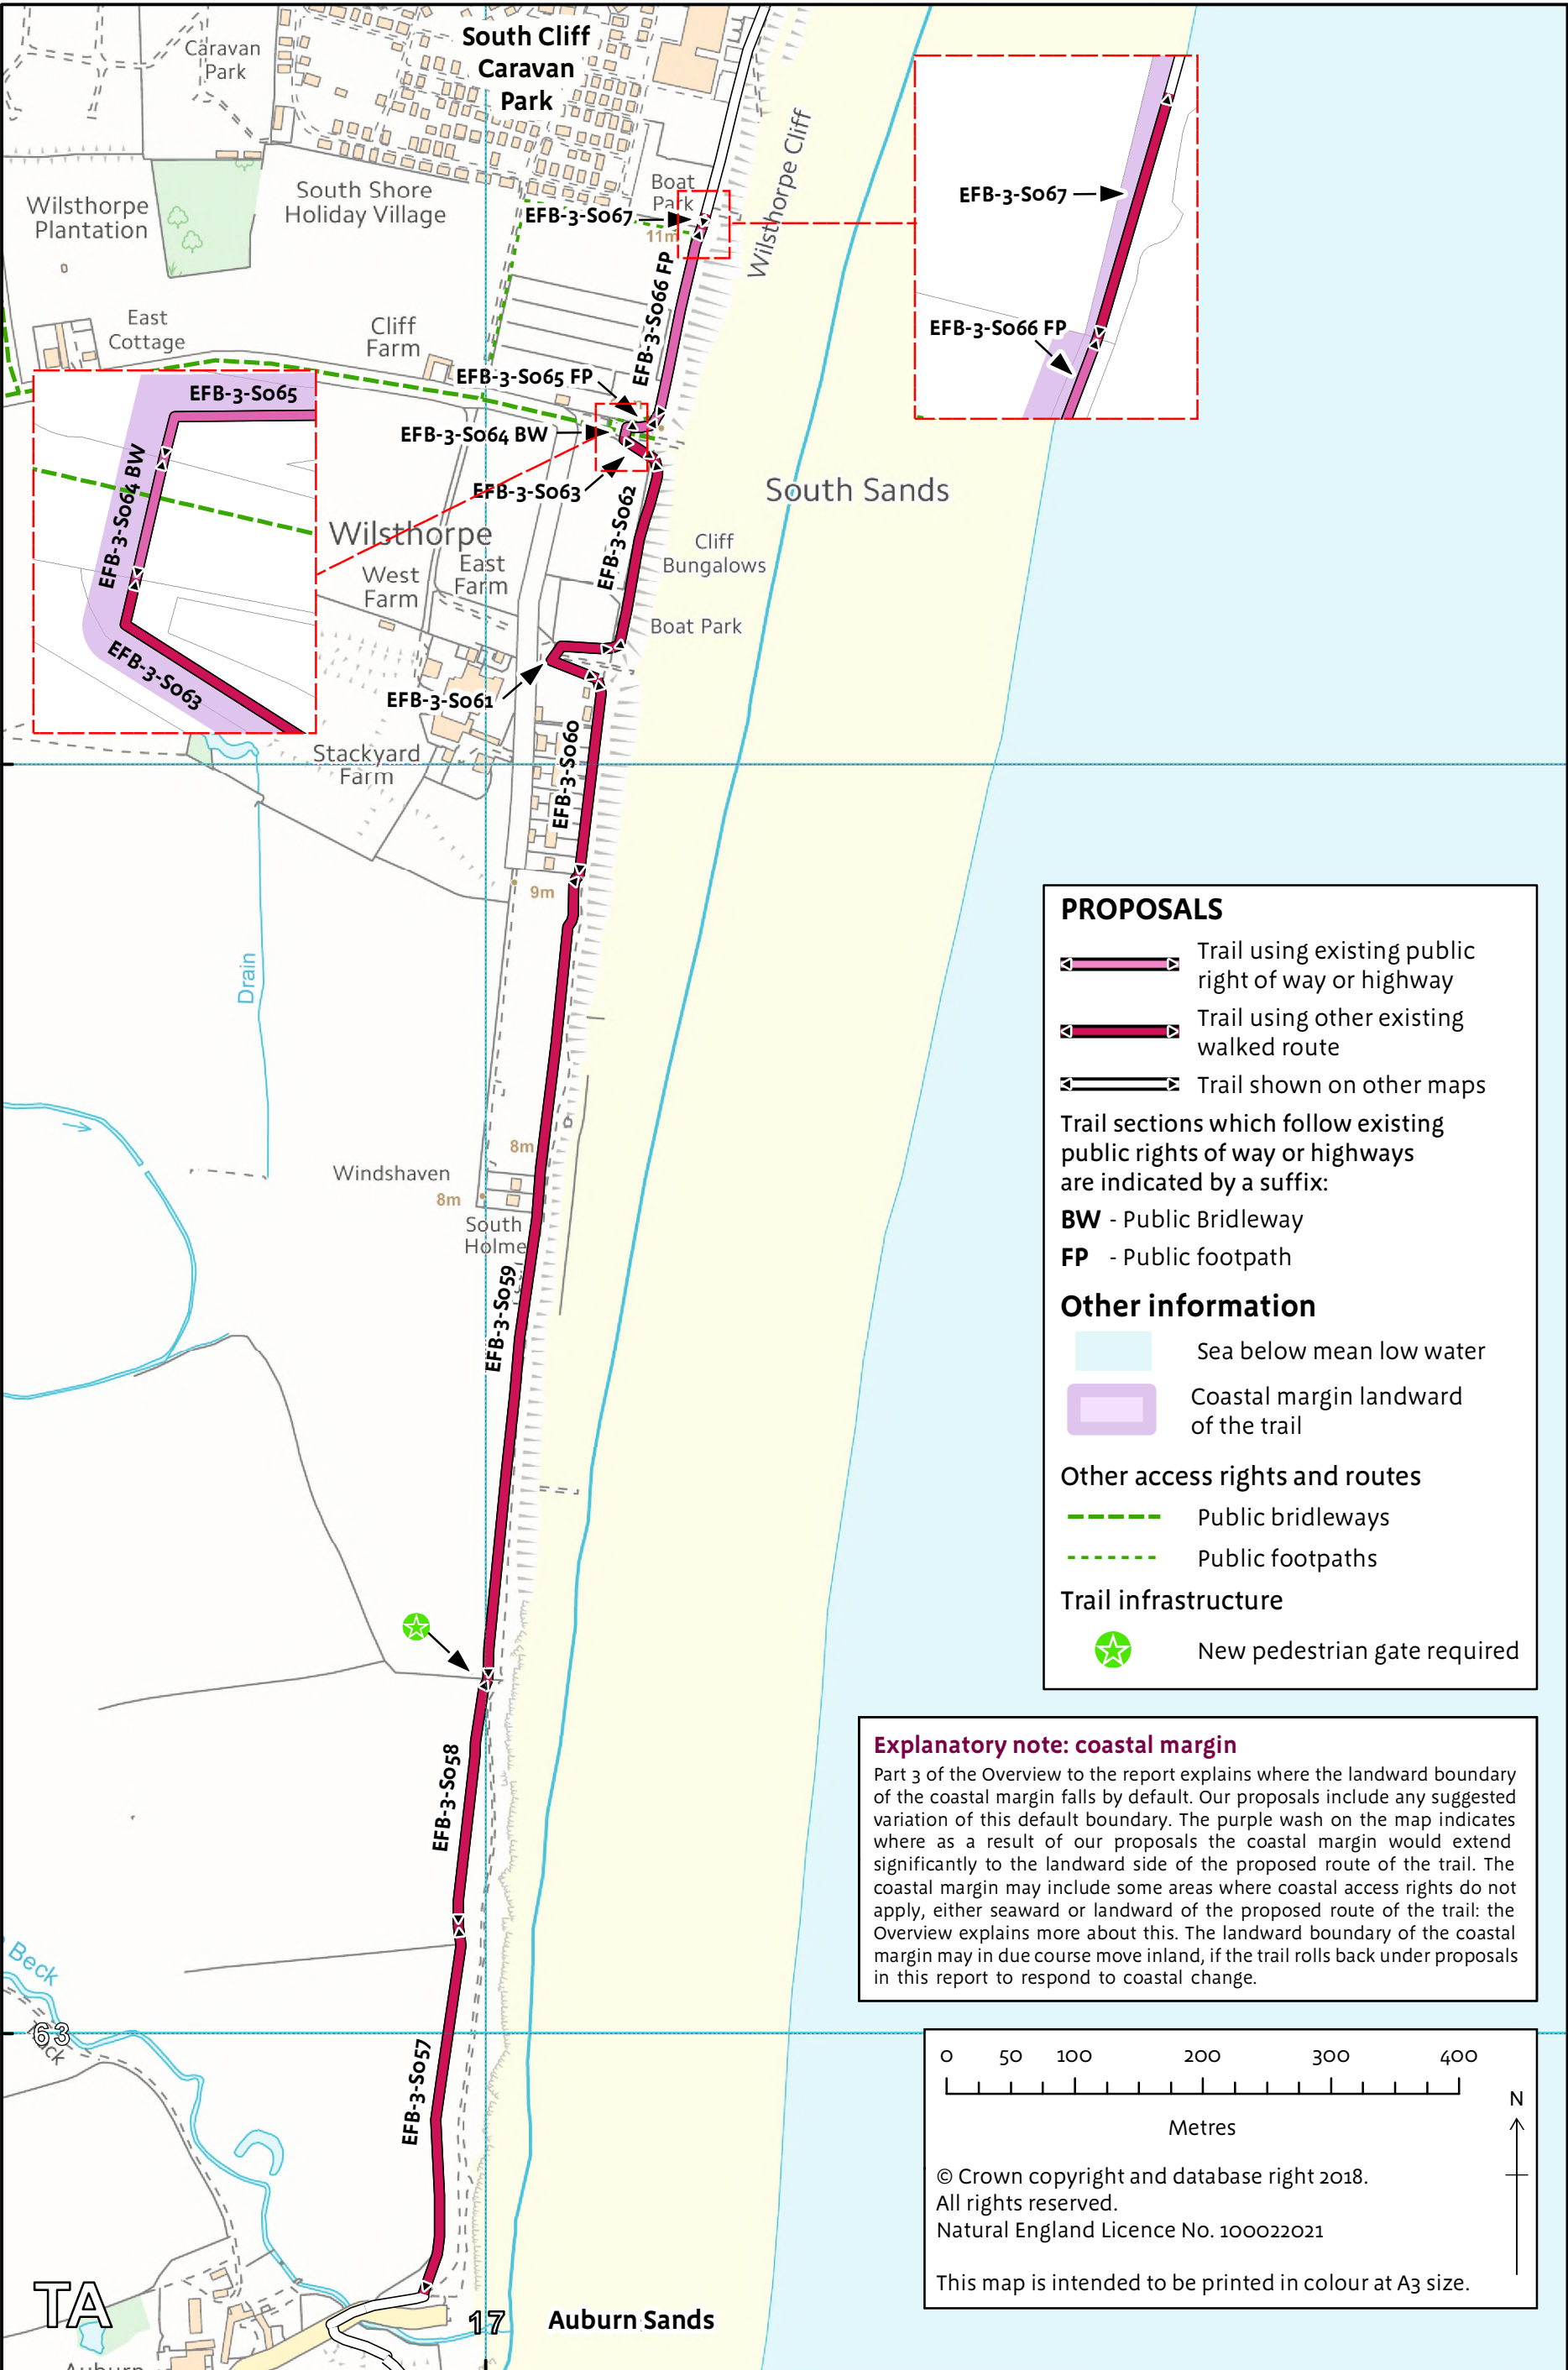 South Cliff
Caravan
Park
Caravan
Park
Wilsthorpe
Plantation
South Shore
Holiday Village
Boat
Park
Wilsthorpe Cliff
EFB-3-S067
11m
EFB-3-S066 FP
EFB-3-S067
EFB-3-S066 FP
East
Cottage
Cliff
Farm
EFB-3-S065 FP
EFB-3-S064 BW
EFB-3-S063
EFB-3-S065
EFB-3-S064 BW
EFB-3-S063
EFB-3-S062
South Sands
Wilsthorpe
West
Farm
East
Farm
Cliff
Bungalows
Boat Park
EFB-3-S061
Stackyard
Farm
EFB-3-S060
9m
Drain
8m
Windshaven
8m
South
Holme
EFB-3-S059
EFB-3-S058
Beck
63
EFB-3-S057
TA
17
Auburn Sands
PROPOSALS
Trail using existing public
right of way or highway
Trail using other existing
walked route
Trail shown on other maps
Trail sections which follow existing
public rights of way or highways
are indicated by a suffix:
BW - Public Bridleway
FP - Public footpath
Other information
Sea below mean low water
Coastal margin landward
of the trail
Other access rights and routes
Public bridleways
Public footpaths
Trail infrastructure
New pedestrian gate required
Explanatory note: coastal margin
Part 3 of the Overview to the report explains where the landward boundary
of the coastal margin falls by default. Our proposals include any suggested
variation of this default boundary. The purple wash on the map indicates
where as a result of our proposals the coastal margin would extend
significantly to the landward side of the proposed route of the trail. The
coastal margin may include some areas where coastal access rights do not
apply, either seaward or landward of the proposed route of the trail: the
Overview explains more about this. The landward boundary of the coastal
margin may in due course move inland, if the trail rolls back under proposals
in this report to respond to coastal change.
0 50 100 200 300 400
Metres
N
© Crown copyright and database right 2018.
All rights reserved.
Natural England Licence No. 100022021
This map is intended to be printed in colour at A3 size.